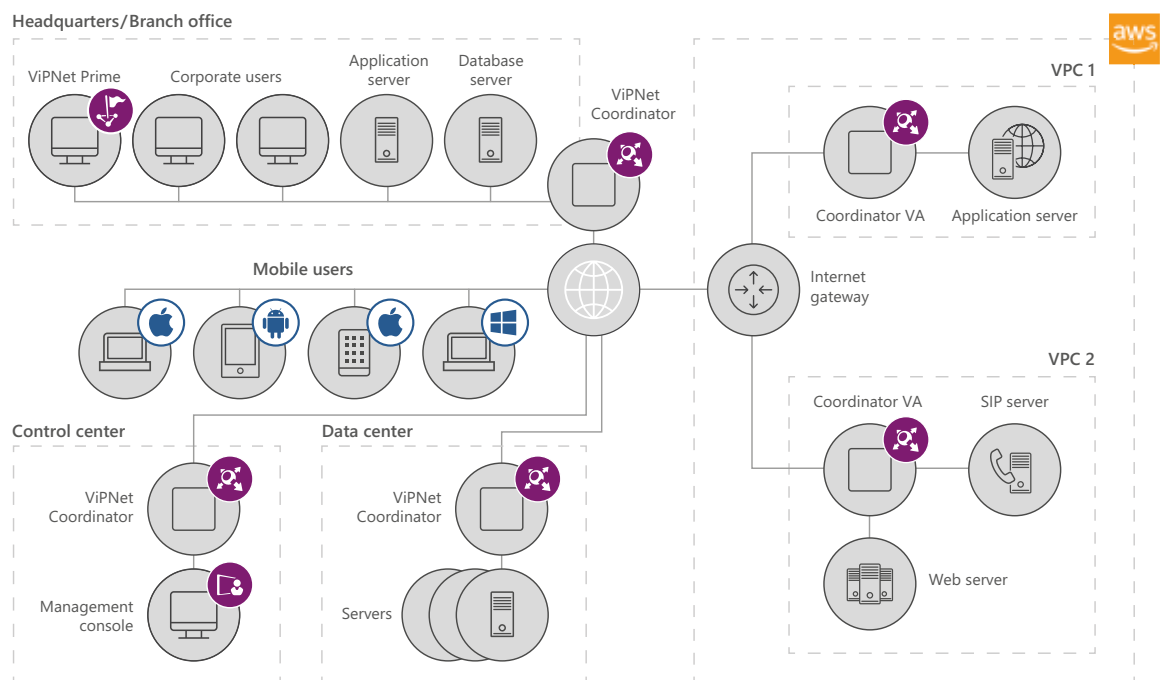 Headquarters/Branch office
aws
ViPNet Prime
Corporate users
Application
server
Database
server
ViPNet
Coordinator
VPC 1
Coordinator VA
Application server
Mobile users
Internet
gateway
VPC 2
Coordinator VA
SIP server
Control center
Data center
ViPNet
Coordinator
ViPNet
Coordinator
Web server
Management
console
Servers